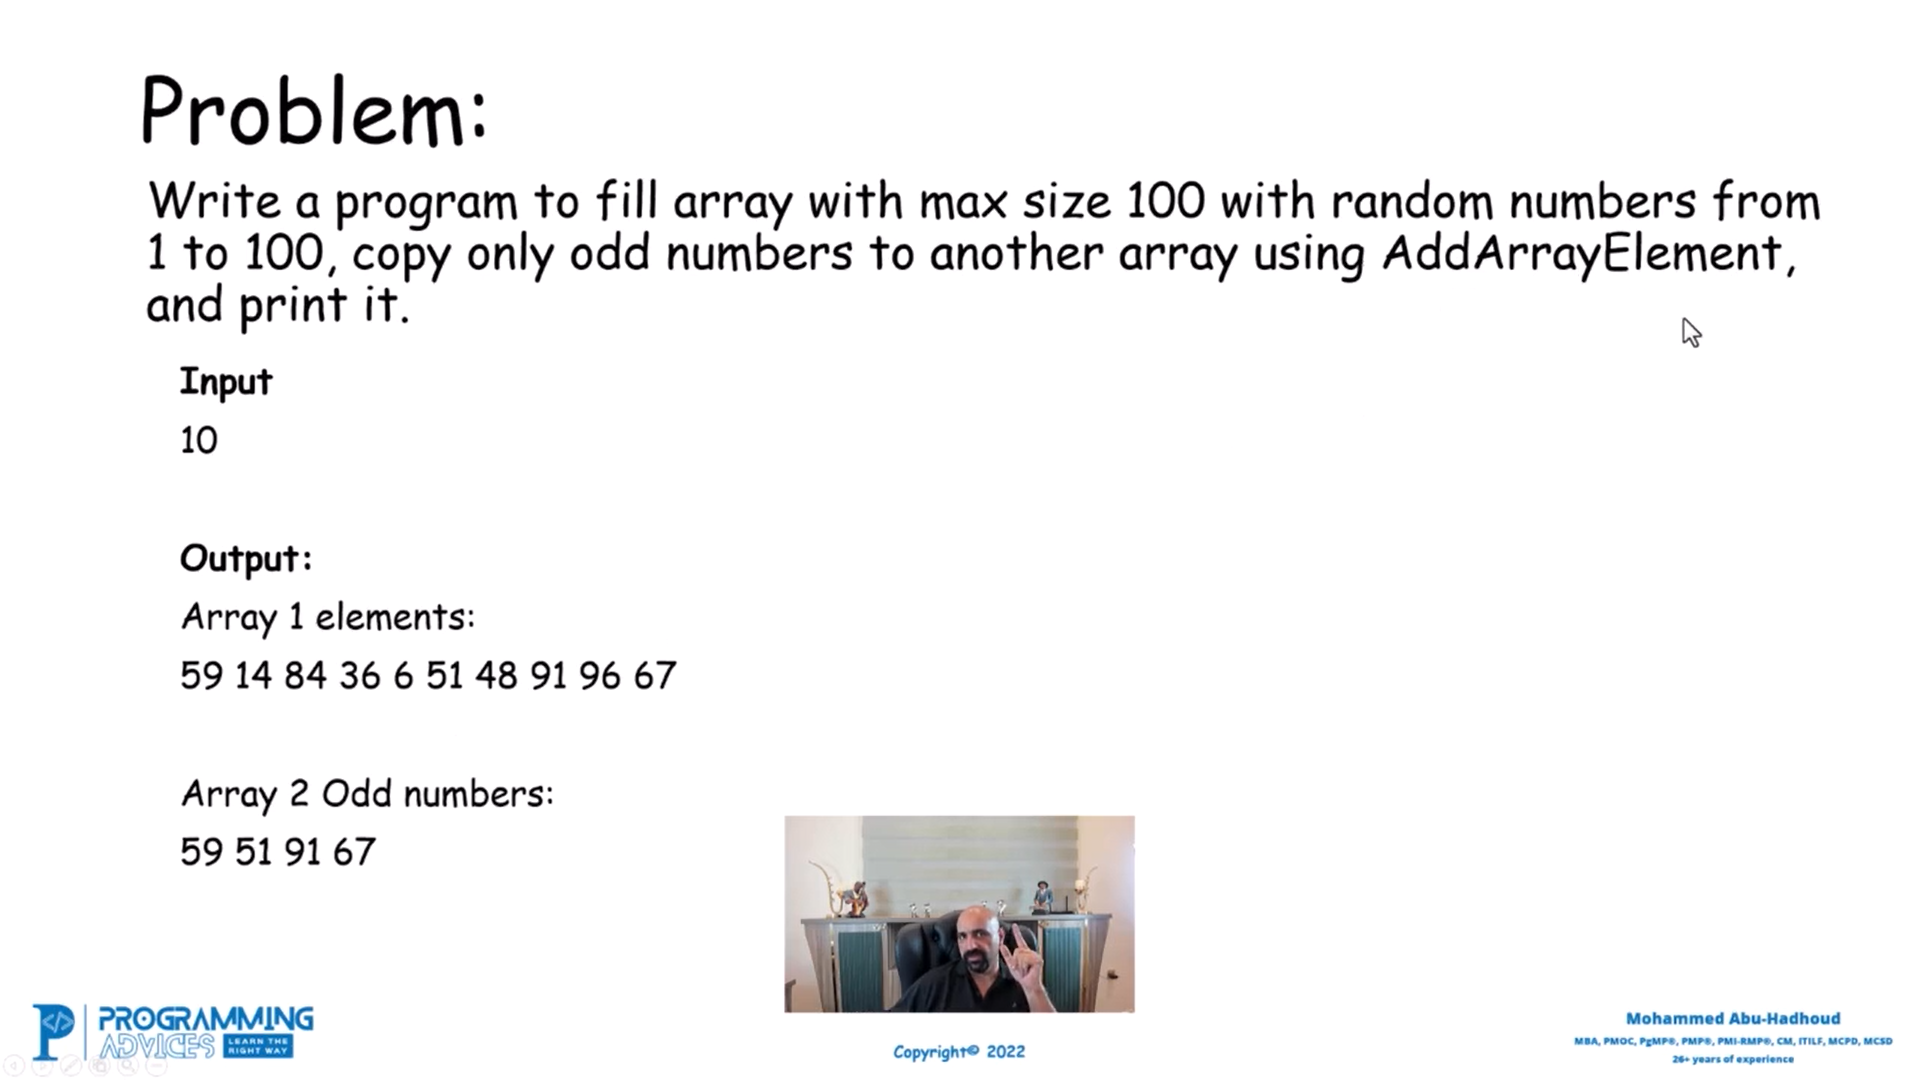 Problem:
Write a program to fill array with max size 100 with random numbers from
1 to 100, copy only odd numbers to another array using AddArrayElement,
and print it.
Input
10
Output:
Array 1 elements:
59 14 84 36 6 51 48 91 96 67
Array 2 Odd numbers:
59 51 91 67
PROGRAMMING
ADVICES
LEARN THE
RIGHT WAY
Copyright© 2022
Mohammed Abu-Hadhoud
MBA, PMOC, PgMP®, PMP®, PMI-RMP®, CM, ITILF, MCPD, MCSD
26+ years of experience